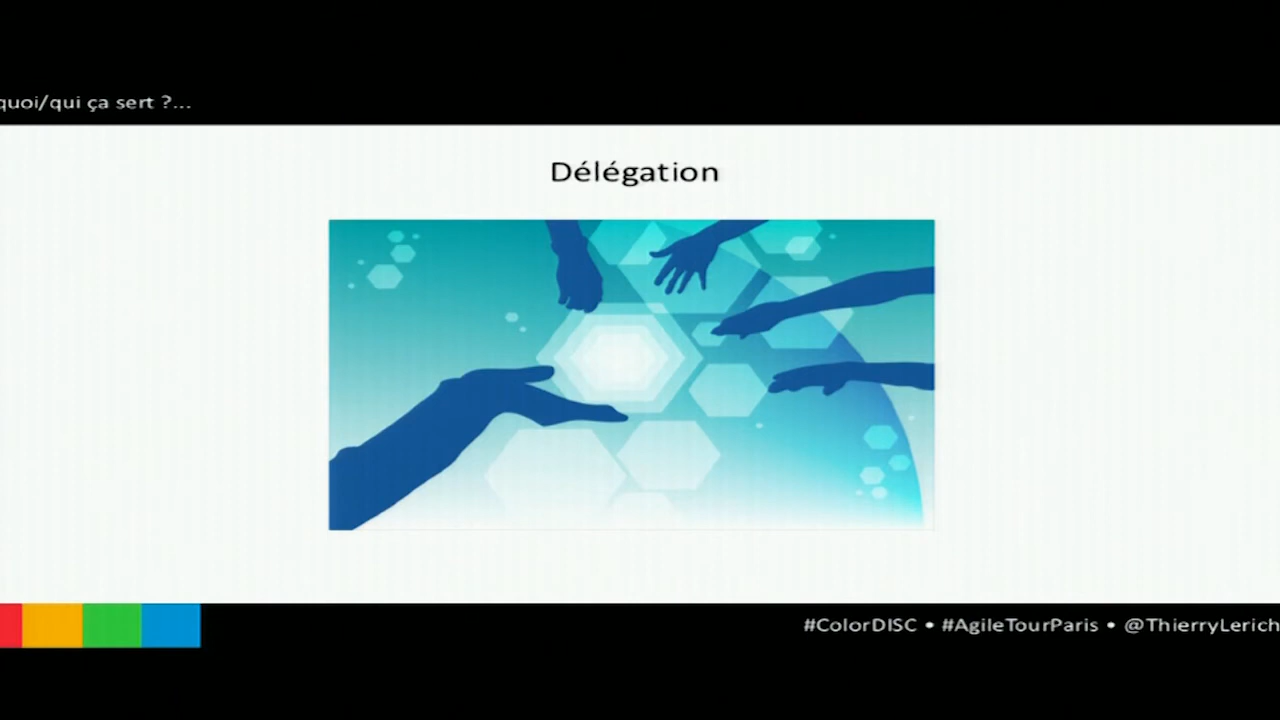 quoi/qui ça sert ?...
Délégation
#ColorDISC • #AgileTourParis • @ThierryLerich